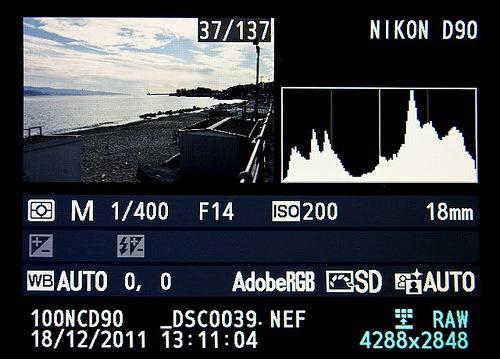 37/137
NIKON D90
M 1/400 F14 ISO 200 18mm
WB AUTO 0, 0 AdobeRGB SD AUTO
100NCD90 _DSC0039. NEF RAW
18/12/2011 13:11:04 4288x2848